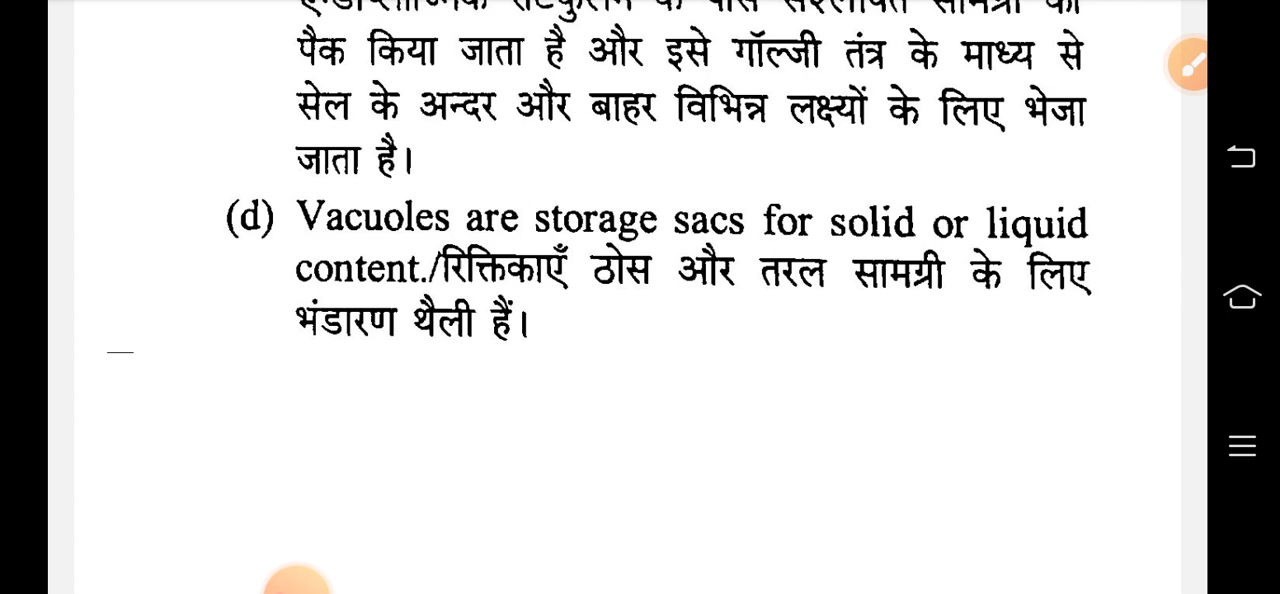 पैक किया जाता है और इसे गॉल्जी तंत्र के माध्य से
सेल के अन्दर और बाहर विभिन्न लक्ष्यों के लिए भेजा
जाता है।
(d) Vacuoles are storage sacs for solid or liquid
content./रिक्तिकाएँ ठोस और तरल सामग्री के लिए
भंडारण थैली हैं।